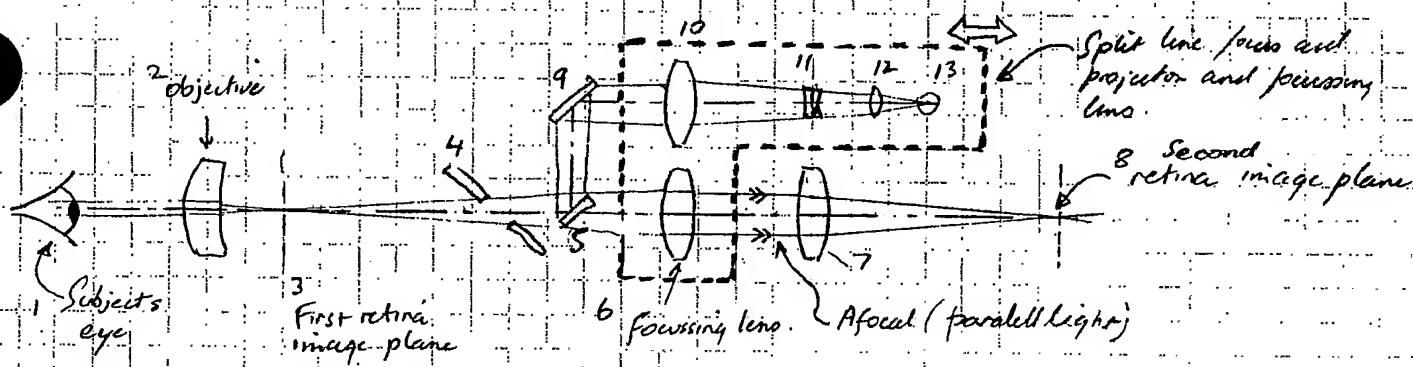 10
2
objective
9
11
12
13
Split line focus and
projector and focussing
lens.
4
8 Second
retina image plane
5
7
1 Subjects
eye
3
First retina
image plane
6 focussing lens.
Afocal (paralell light)